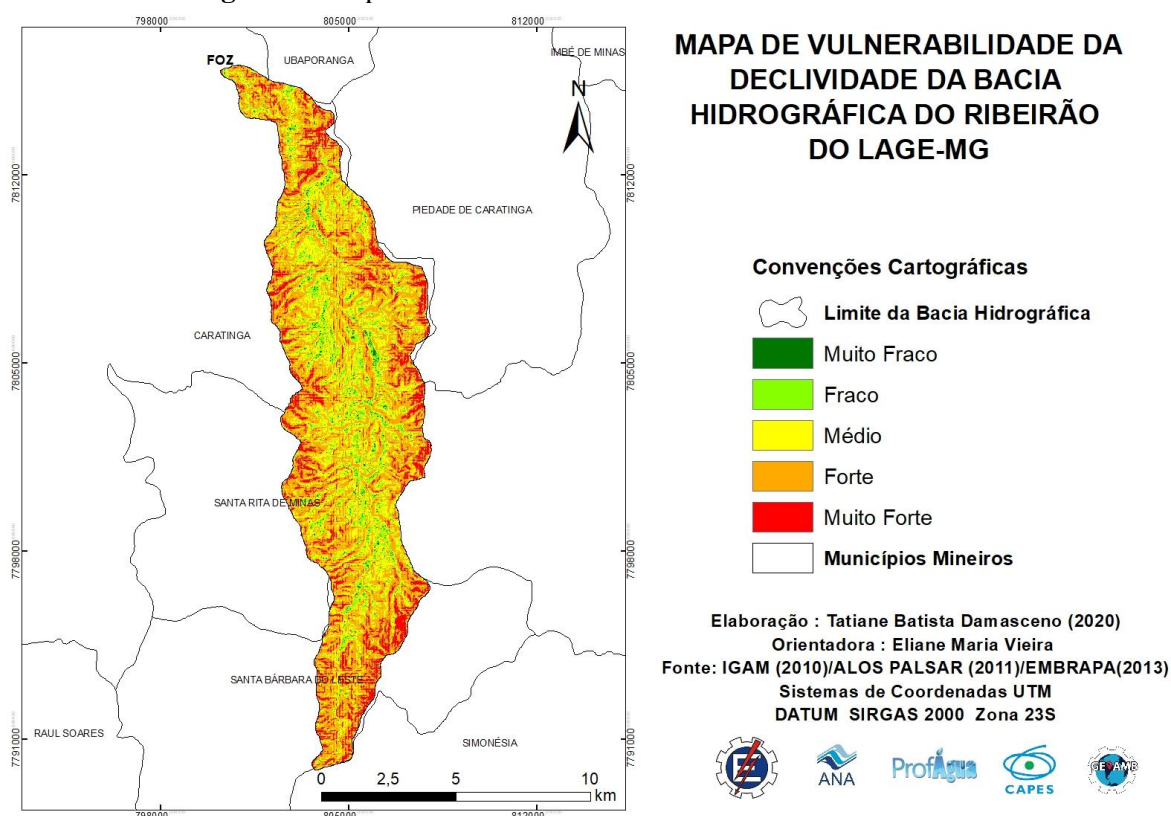 798000
805000
812000
FOZ
UBAPORANGA
IMBÉ DE MINAS
N
7812000
7812000
PIEDADE DE CARATINGA
CARATINGA
7805000
7805000
SANTA RITA DE MINAS
7798000
7798000
SANTA BÁRBARA DO LESTE
RAUL SOARES
SIMONÉSIA
7791000
7791000
0 2,5 5 10
km
798000
805000
812000
MAPA DE VULNERABILIDADE DA
DECLIVIDADE DA BACIA
HIDROGRÁFICA DO RIBEIRÃO
DO LAGE-MG
Convenções Cartográficas
Limite da Bacia Hidrográfica
Muito Fraco
Fraco
Médio
Forte
Muito Forte
Municípios Mineiros
Elaboração : Tatiane Batista Damasceno (2020)
Orientadora : Eliane Maria Vieira
Fonte: IGAM (2010)/ALOS PALSAR (2011)/EMBRAPA(2013)
Sistemas de Coordenadas UTM
DATUM SIRGAS 2000 Zona 23S
ANA
ProfÁgua
CAPES